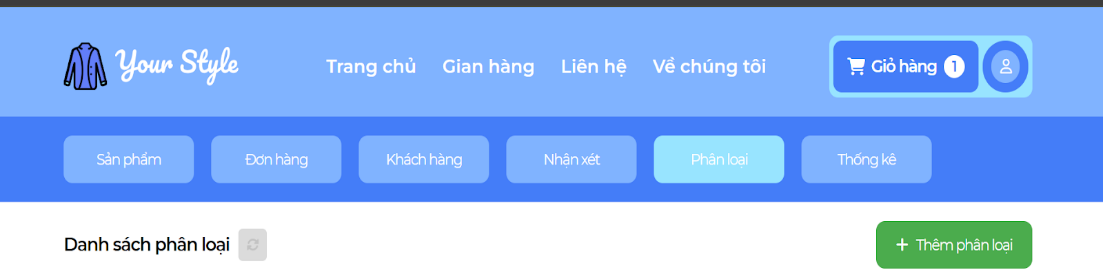 Your Style
Trang chủ Gian hàng Liên hệ Về chúng tôi Giỏ hàng 1
Sản phẩm Đơn hàng Khách hàng Nhận xét Phân loại Thống kê
Danh sách phân loại + Thêm phân loại